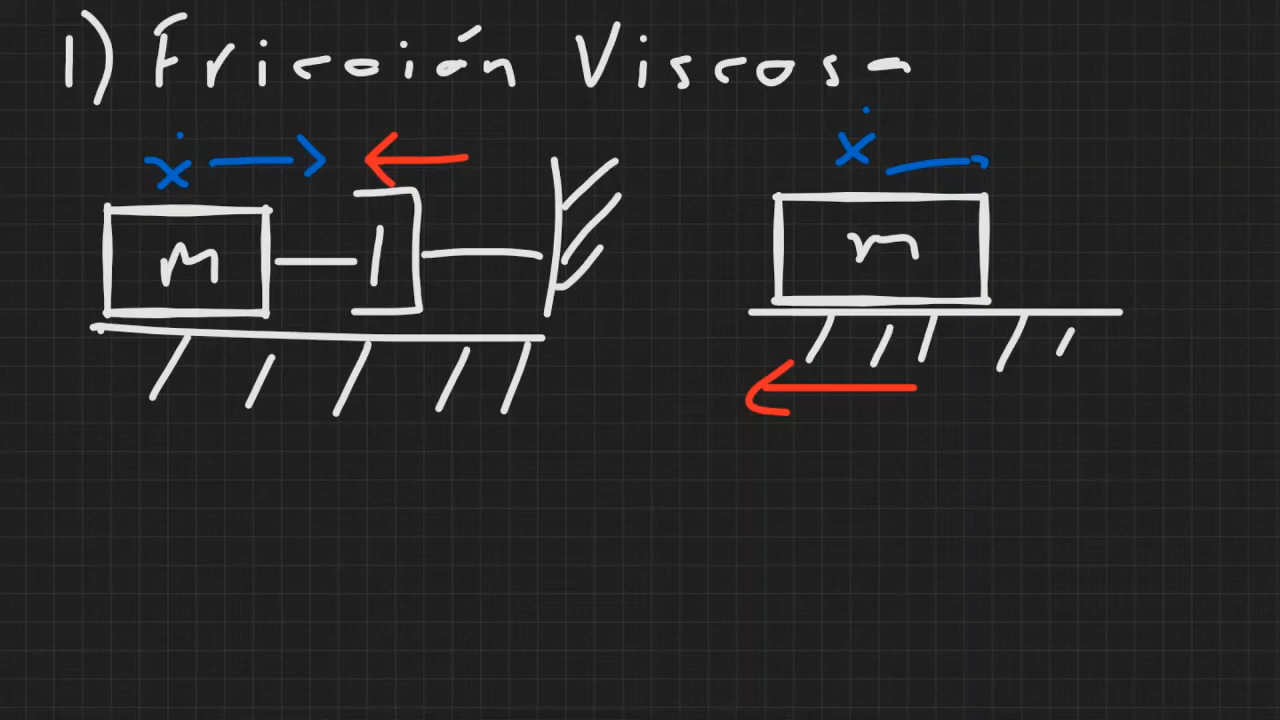 1) Fricción Viscosa
ẋ ẋ
m m